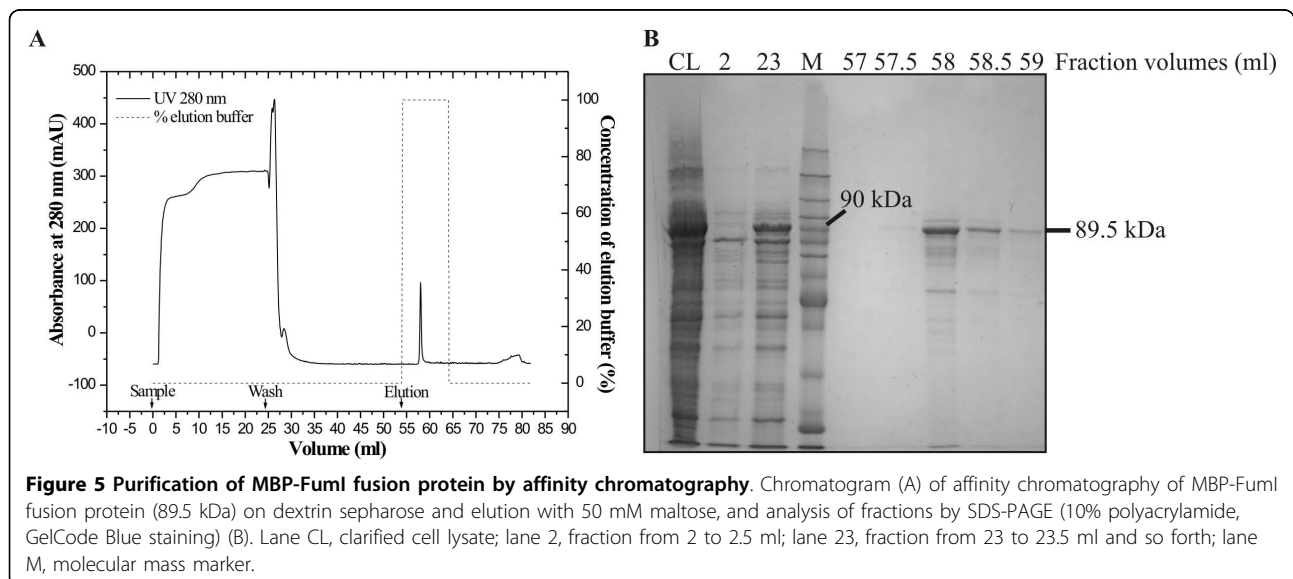 A
500
400
300
200
100
0
-100
Absorbance at 280 nm (mAU)
UV 280 nm
% elution buffer
100
80
60
40
20
0
Concentration of elution buffer (%)
Sample
Wash
Elution
-10 -5 0 5 10 15 20 25 30 35 40 45 50 55 60 65 70 75 80 85 90
Volume (ml)
B
CL 2 23 M 57 57.5 58 58.5 59 Fraction volumes (ml)
90 kDa
89.5 kDa
Figure 5 Purification of MBP-FumI fusion protein by affinity chromatography. Chromatogram (A) of affinity chromatography of MBP-FumI
fusion protein (89.5 kDa) on dextrin sepharose and elution with 50 mM maltose, and analysis of fractions by SDS-PAGE (10% polyacrylamide,
GelCode Blue staining) (B). Lane CL, clarified cell lysate; lane 2, fraction from 2 to 2.5 ml; lane 23, fraction from 23 to 23.5 ml and so forth; lane
M, molecular mass marker.